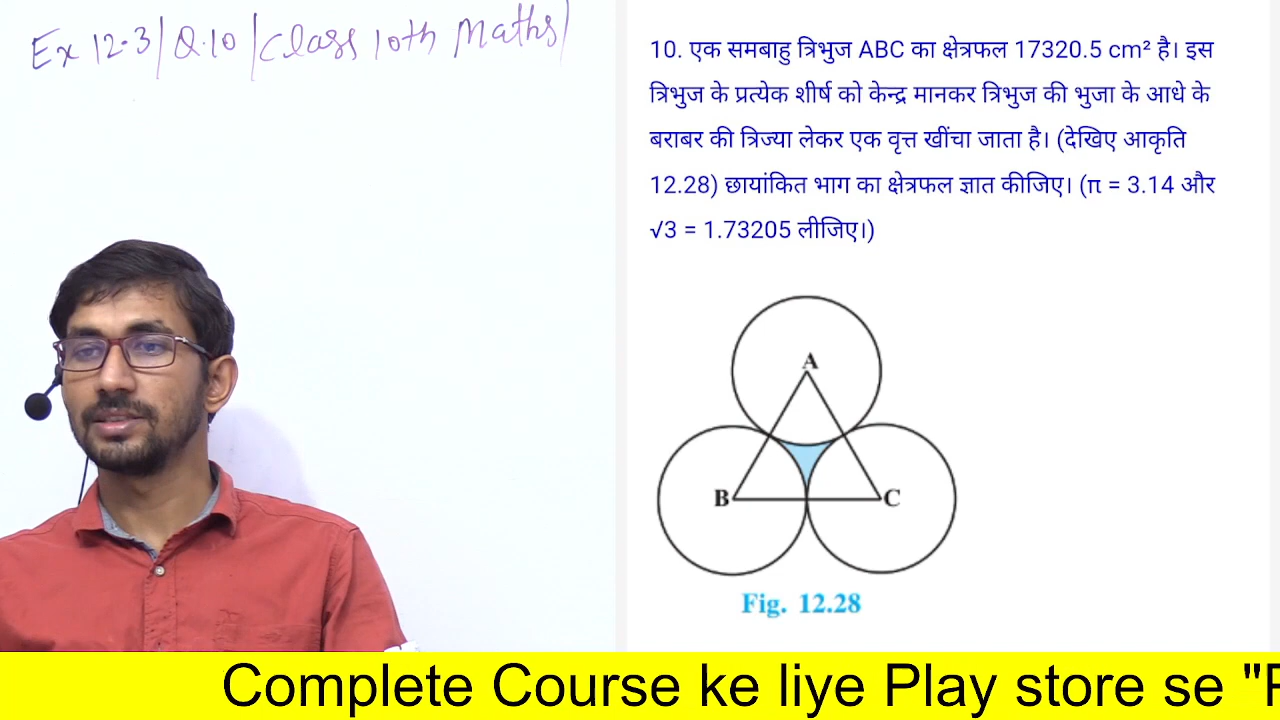 Ex 12.3/Q.10/Class 10th Maths/
10. एक समबाहु त्रिभुज ABC का क्षेत्रफल 17320.5 cm² है। इस
त्रिभुज के प्रत्येक शीर्ष को केन्द्र मानकर त्रिभुज की भुजा के आधे के
बराबर की त्रिज्या लेकर एक वृत्त खींचा जाता है। (देखिए आकृति
12.28) छायांकित भाग का क्षेत्रफल ज्ञात कीजिए। (π = 3.14 और
√3 = 1.73205 लीजिए।)
A
B
C
Fig. 12.28
Complete Course ke liye Play store se "